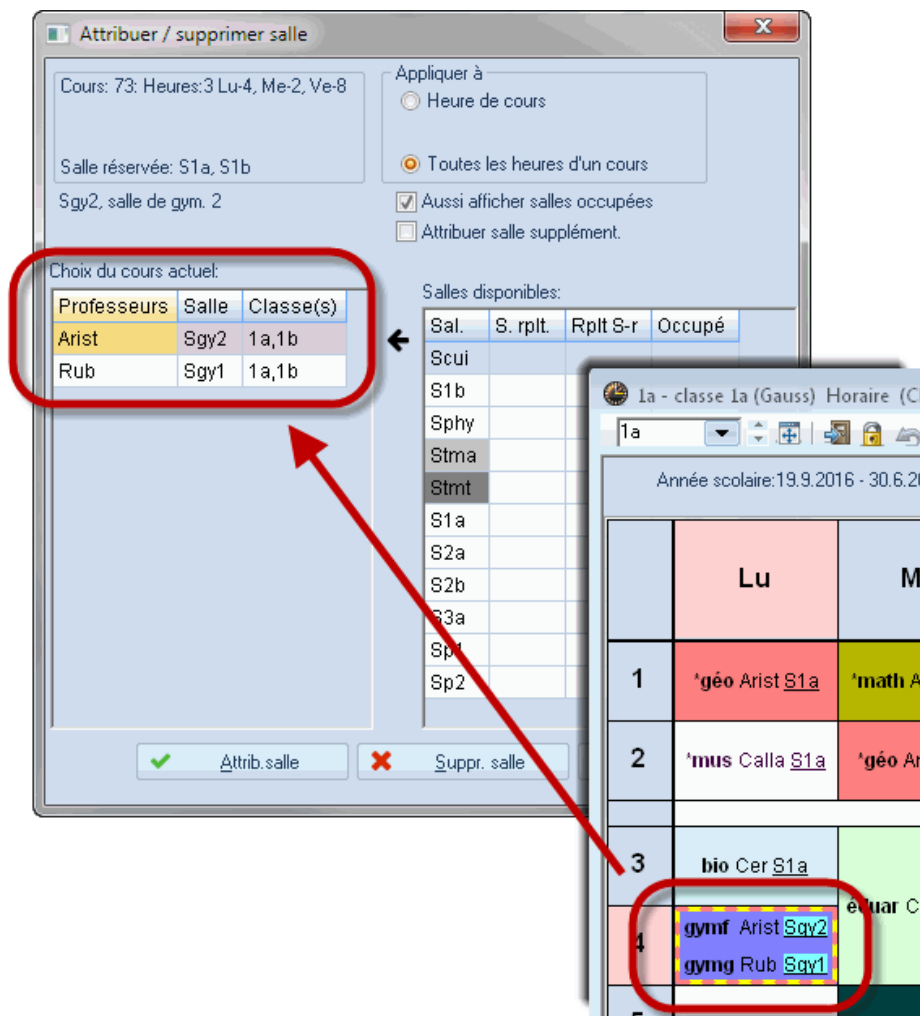 Attribuer / supprimer salle
Cours: 73: Heures:3 Lu-4, Me-2, Ve-8
Salle réservée: S1a, S1b
Sgy2, salle de gym. 2
Appliquer à
Heure de cours
Toutes les heures d'un cours
Aussi afficher salles occupées
Attribuer salle supplément.
Choix du cours actuel:
Professeurs Salle Classe(s)
Arist Sgy2 1a,1b
Rub Sgy1 1a,1b
Salles disponibles:
Sal. S. rplt. Rplt S-r Occupé
Scui
S1b
Sphy
Stma
Stmt
S1a
S2a
S2b
S3a
Sp1
Sp2
Attrib.salle Suppr. salle
1a - classe 1a (Gauss) Horaire (C
1a
Année scolaire:19.9.2016 - 30.6.20
Lu M
1 *géo Arist S1a *math A
2 *mus Calla S1a *géo Ar
3 bio Cer S1a
éduar C
4 gymf Arist Sgy2
gymg Rub Sgy1
5